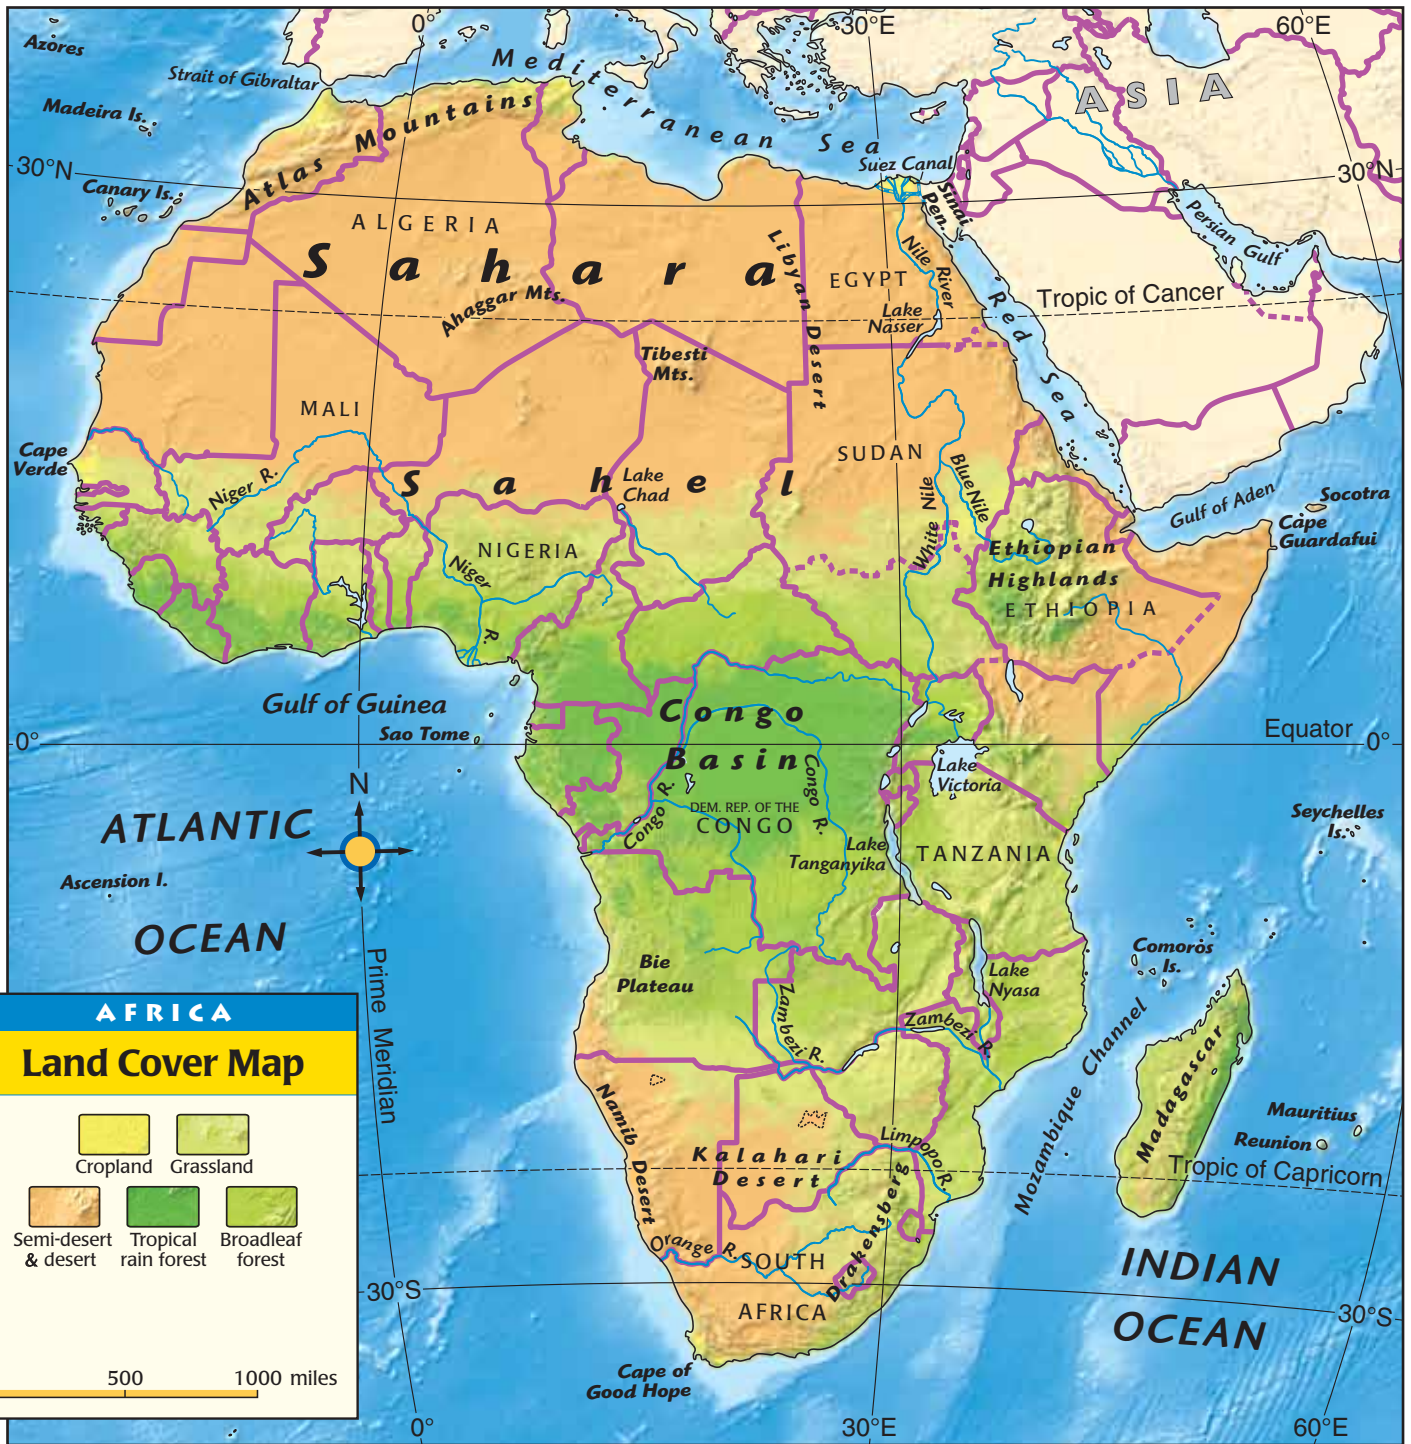 0°
30°E
60°E
Azores
Strait of Gibraltar
Mediterranean Sea
ASIA
Madeira Is.
Atlas Mountains
Suez Canal
30°N
30°N
Canary Is.
Sinai
Pen.
Persian Gulf
ALGERIA
Sahara
Libyan Desert
Nile River
EGYPT
Ahaggar Mts.
Lake
Nasser
Red Sea
Tropic of Cancer
Tibesti
Mts.
MALI
SUDAN
Cape
Verde
Niger R.
Sahel
Lake
Chad
Blue Nile
White Nile
Gulf of Aden
Socotra
Cape
Guardafui
NIGERIA
Niger R.
Ethiopian
Highlands
ETHIOPIA
Gulf of Guinea
Sao Tome
Congo
Basin
Equator
0°
0°
Congo R.
Congo R.
Lake
Victoria
N
DEM. REP. OF THE
CONGO
Lake
Tanganyika
TANZANIA
Seychelles
Is.
ATLANTIC
OCEAN
Ascension I.
Prime Meridian
Bie
Plateau
Lake
Nyasa
Comoros
Is.
Zambezi R.
Zambezi R.
Mozambique Channel
Madagascar
Mauritius
Reunion
Namib Desert
Kalahari
Desert
Limpopo R.
Tropic of Capricorn
Drakensberg
Orange R.
SOUTH
AFRICA
INDIAN
OCEAN
30°S
30°S
Cape of
Good Hope
0°
30°E
60°E
AFRICA
Land Cover Map
Cropland
Grassland
Semi-desert
& desert
Tropical
rain forest
Broadleaf
forest
500
1000 miles